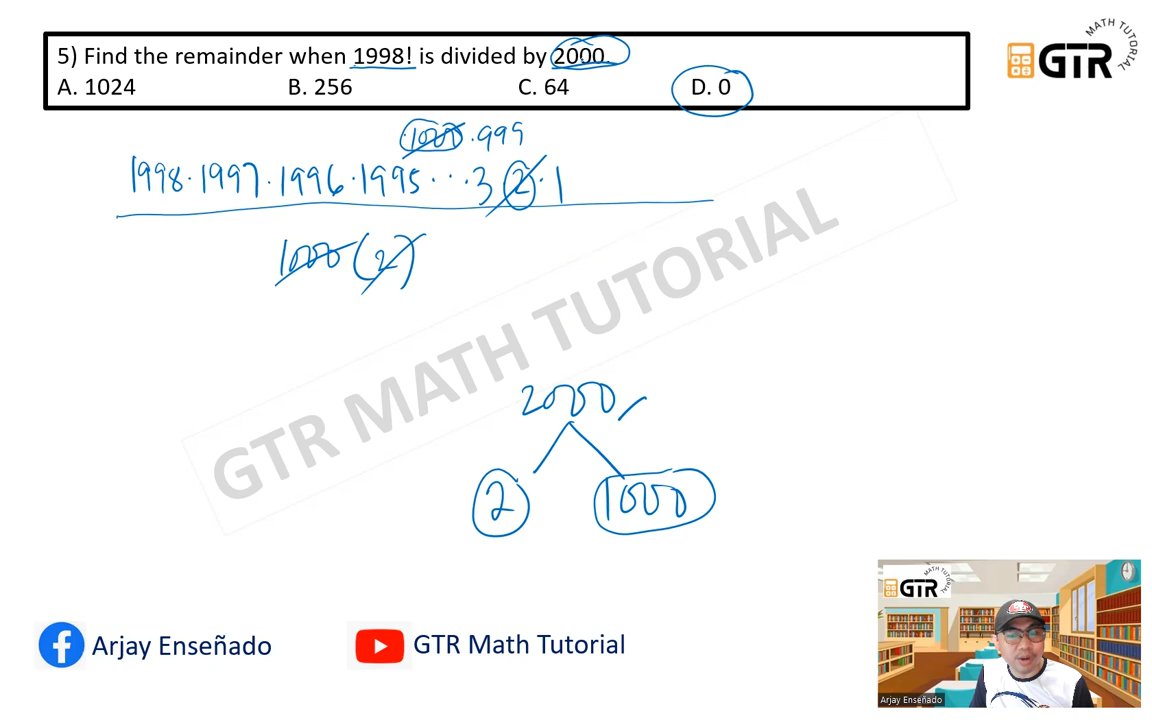 5) Find the remainder when 1998! is divided by 2000.
A. 1024 B. 256 C. 64 D. 0
MATH TUTORIAL
GTR
1000 · 999
1998 · 1997 · 1996 · 1995 · · · 3 2 · 1
1000 (2)
GTR MATH TUTORIAL
2000
2 1000
MATH TUTORIAL
GTR
Arjay Enseñado
GTR Math Tutorial
Arjay Enseñado